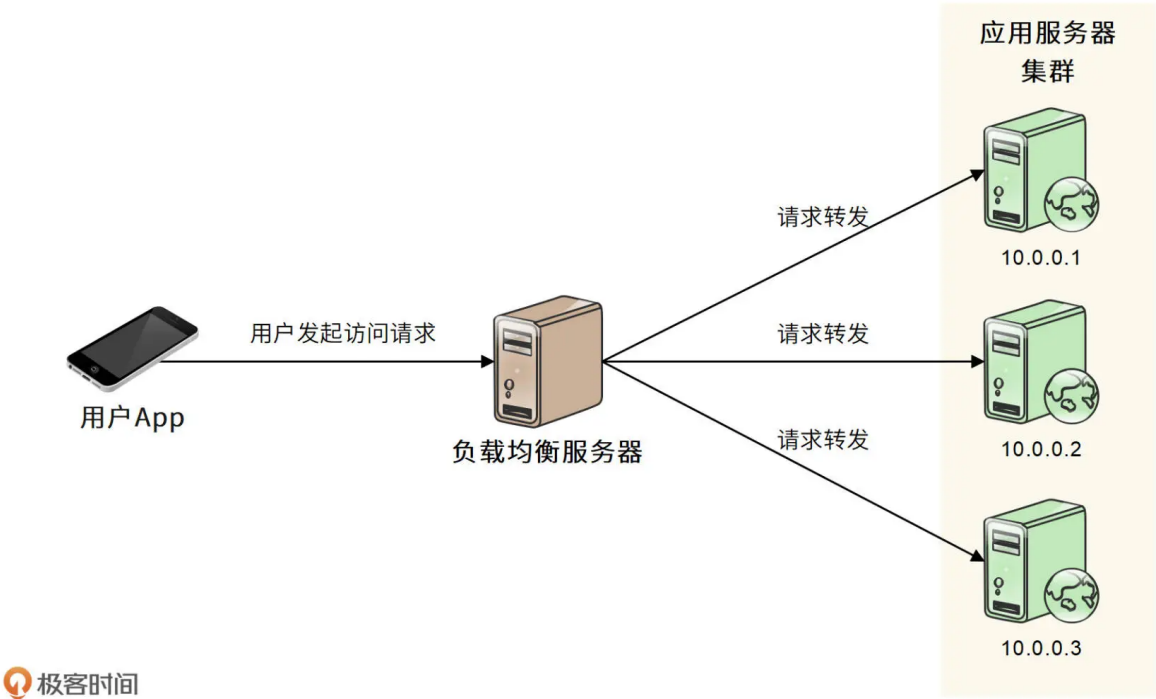 应用服务器
集群
请求转发
10.0.0.1
用户发起访问请求
请求转发
用户App
负载均衡服务器
请求转发
10.0.0.2
10.0.0.3
极客时间